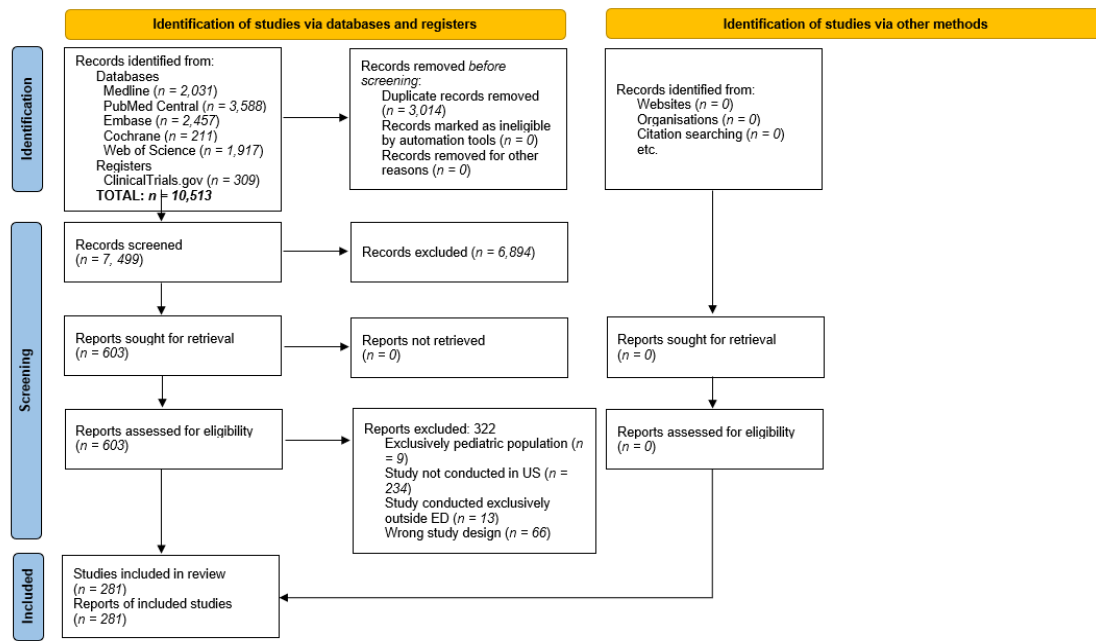 Identification of studies via databases and registers
Identification of studies via other methods
Identification
Records identified from:
Databases
Medline (n = 2,031)
PubMed Central (n = 3,588)
Embase (n = 2,457)
Cochrane (n = 211)
Web of Science (n = 1,917)
Registers
ClinicalTrials.gov (n = 309)
TOTAL: n = 10,513
Records removed before
screening:
Duplicate records removed
(n = 3,014)
Records marked as ineligible
by automation tools (n = 0)
Records removed for other
reasons (n = 0)
Records identified from:
Websites (n = 0)
Organisations (n = 0)
Citation searching (n = 0)
etc.
Screening
Records screened
(n = 7, 499)
Records excluded (n = 6,894)
Reports sought for retrieval
(n = 603)
Reports not retrieved
(n = 0)
Reports sought for retrieval
(n = 0)
Reports assessed for eligibility
(n = 603)
Reports excluded: 322
Exclusively pediatric population (n
= 9)
Study not conducted in US (n =
234)
Study conducted exclusively
outside ED (n = 13)
Wrong study design (n = 66)
Reports assessed for eligibility
(n = 0)
Included
Studies included in review
(n = 281)
Reports of included studies
(n = 281)